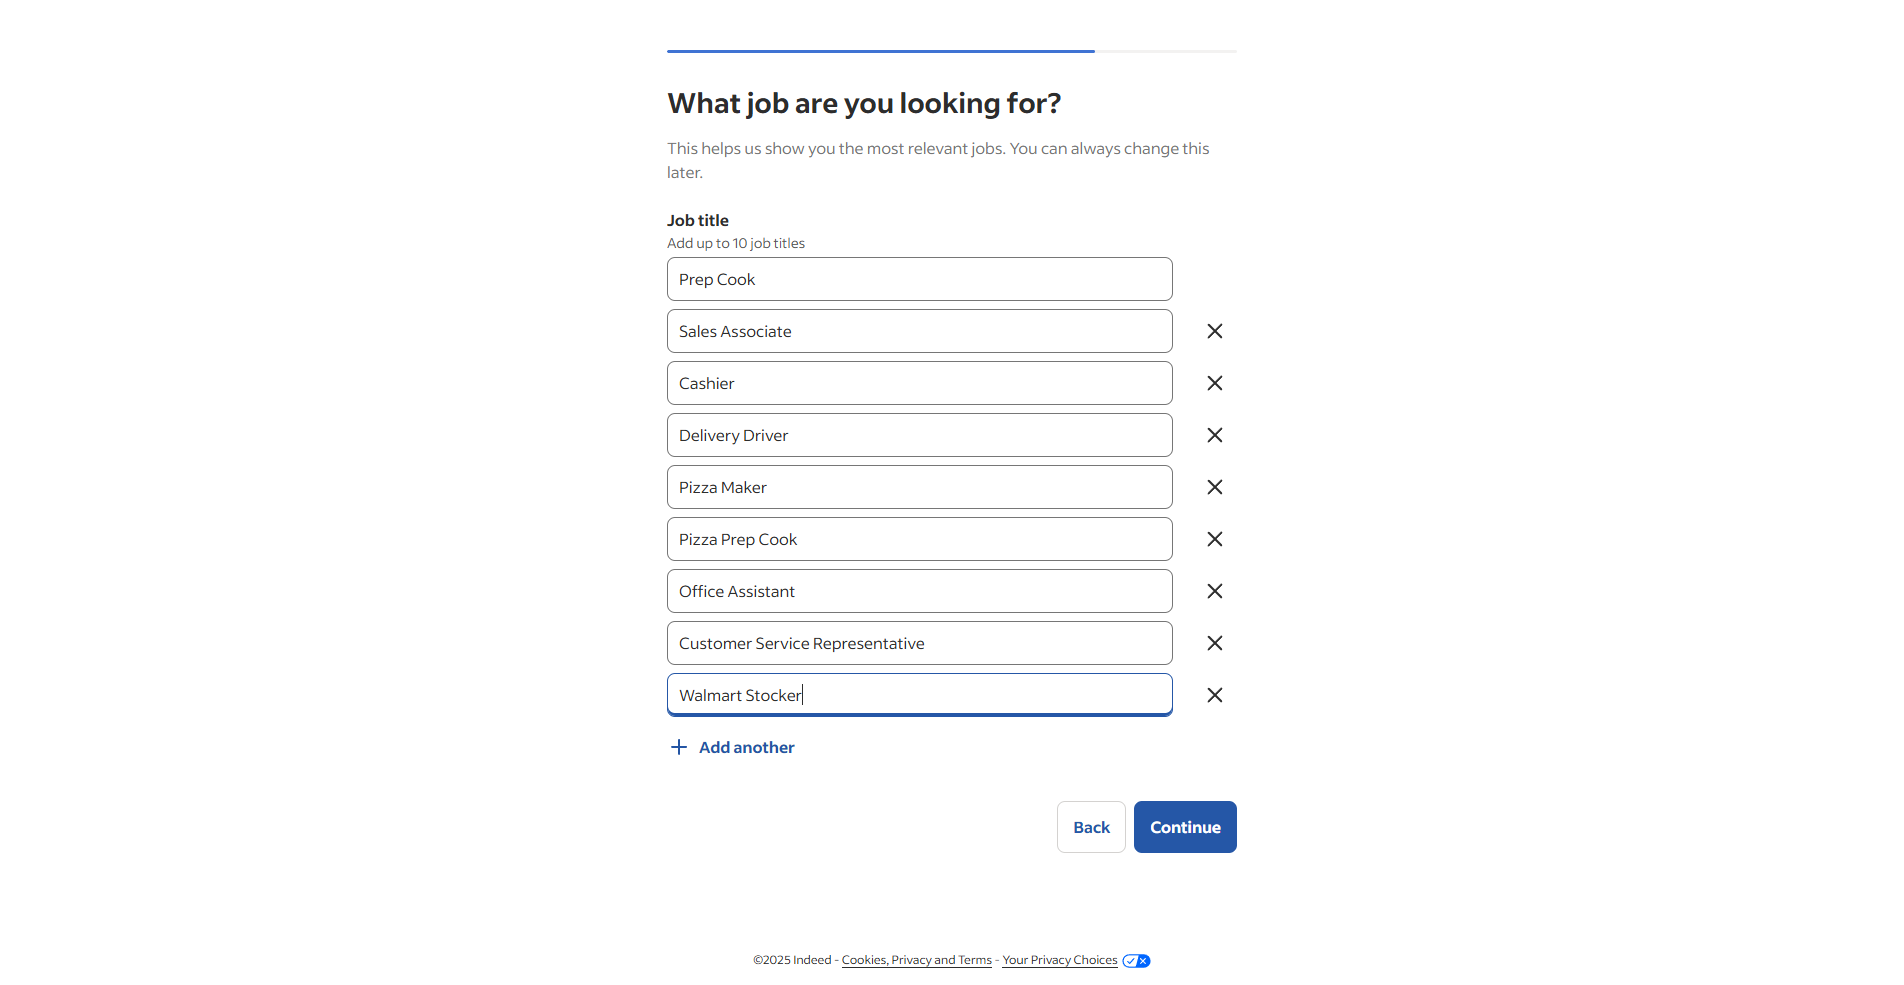 What job are you looking for?
This helps us show you the most relevant jobs. You can always change this
later.
Job title
Add up to 10 job titles
Prep Cook
Sales Associate
Cashier
Delivery Driver
Pizza Maker
Pizza Prep Cook
Office Assistant
Customer Service Representative
Walmart Stocker
Add another
Back Continue
©2025 Indeed - Cookies, Privacy and Terms - Your Privacy Choices